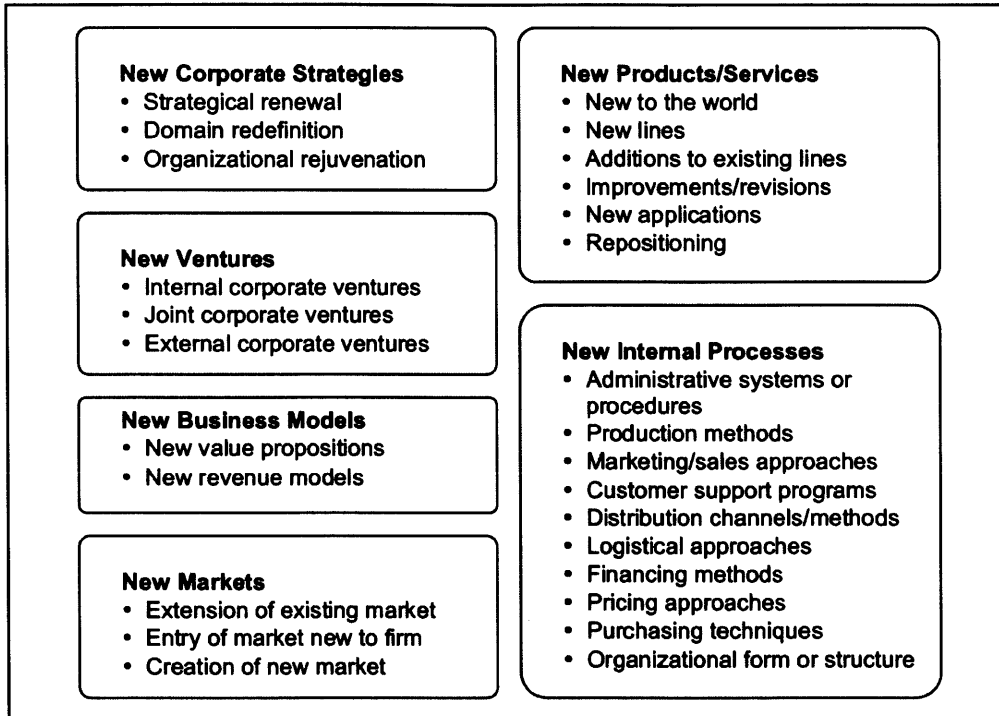 New Corporate Strategies
• Strategical renewal
• Domain redefinition
• Organizational rejuvenation
New Ventures
• Internal corporate ventures
• Joint corporate ventures
• External corporate ventures
New Business Models
• New value propositions
• New revenue models
New Markets
• Extension of existing market
• Entry of market new to firm
• Creation of new market
New Products/Services
• New to the world
• New lines
• Additions to existing lines
• Improvements/revisions
• New applications
• Repositioning
New Internal Processes
• Administrative systems or
procedures
• Production methods
• Marketing/sales approaches
• Customer support programs
• Distribution channels/methods
• Logistical approaches
• Financing methods
• Pricing approaches
• Purchasing techniques
• Organizational form or structure